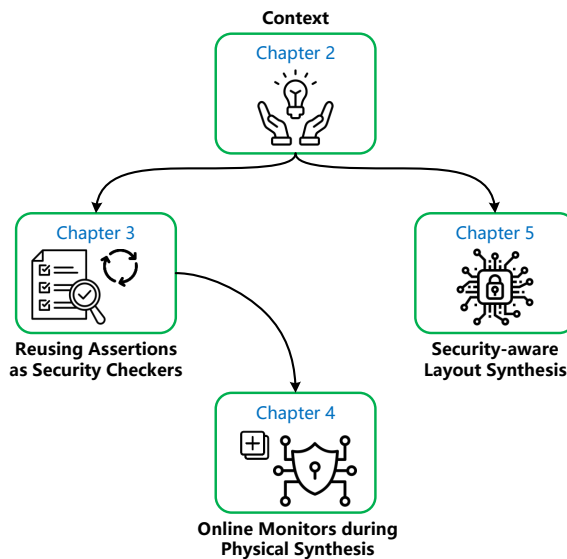 Context
Chapter 2
Chapter 3
Reusing Assertions
as Security Checkers
Chapter 5
Security-aware
Layout Synthesis
Chapter 4
Online Monitors during
Physical Synthesis